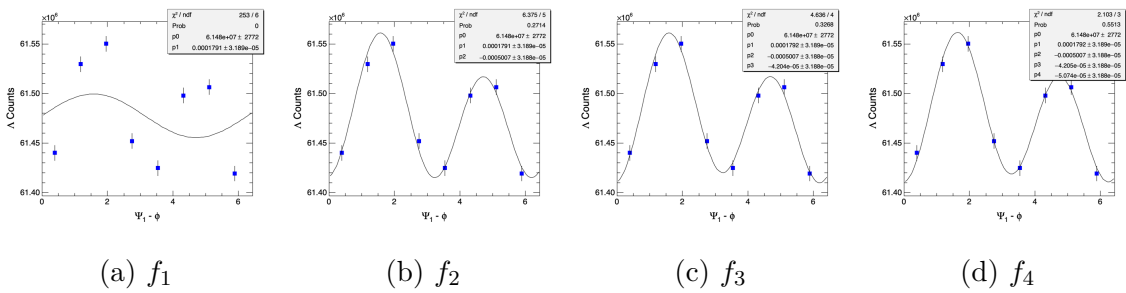 ×10⁶
χ² / ndf 253 / 6
Prob 0
p0 6.148e+07 ± 2772
p1 0.0001791 ± 3.189e−05
Λ Counts
61.55
61.50
61.45
61.40
0 2 4 6
Ψ₁ - ϕ
(a) f₁
×10⁶
χ² / ndf 6.375 / 5
Prob 0.2714
p0 6.148e+07 ± 2772
p1 0.0001791 ± 3.189e−05
p2 −0.0005007 ± 3.188e−05
Λ Counts
61.55
61.50
61.45
61.40
0 2 4 6
Ψ₁ - ϕ
(b) f₂
×10⁶
χ² / ndf 4.636 / 4
Prob 0.3268
p0 6.148e+07 ± 2772
p1 0.0001792 ± 3.189e−05
p2 −0.0005007 ± 3.188e−05
p3 −4.204e−05 ± 3.188e−05
Λ Counts
61.55
61.50
61.45
61.40
0 2 4 6
Ψ₁ - ϕ
(c) f₃
×10⁶
χ² / ndf 2.103 / 3
Prob 0.5513
p0 6.148e+07 ± 2772
p1 0.0001792 ± 3.189e−05
p2 −0.0005007 ± 3.188e−05
p3 −4.205e−05 ± 3.188e−05
p4 −5.074e−05 ± 3.188e−05
Λ Counts
61.55
61.50
61.45
61.40
0 2 4 6
Ψ₁ - ϕ
(d) f₄